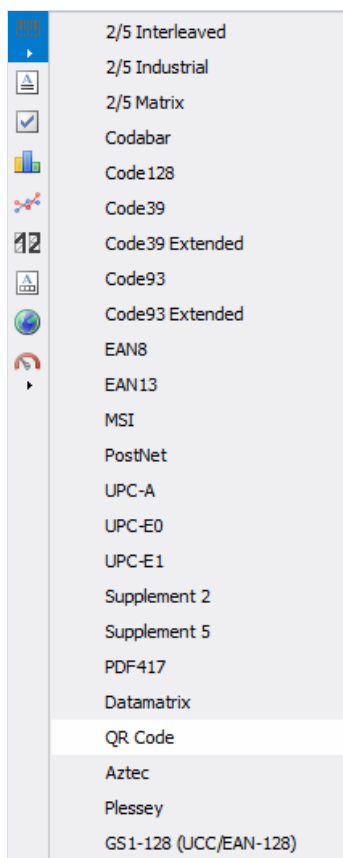 2/5 Interleaved
2/5 Industrial
2/5 Matrix
Codabar
Code128
Code39
Code39 Extended
Code93
Code93 Extended
EAN8
EAN13
MSI
PostNet
UPC-A
UPC-E0
UPC-E1
Supplement 2
Supplement 5
PDF417
Datamatrix
QR Code
Aztec
Plessey
GS1-128 (UCC/EAN-128)